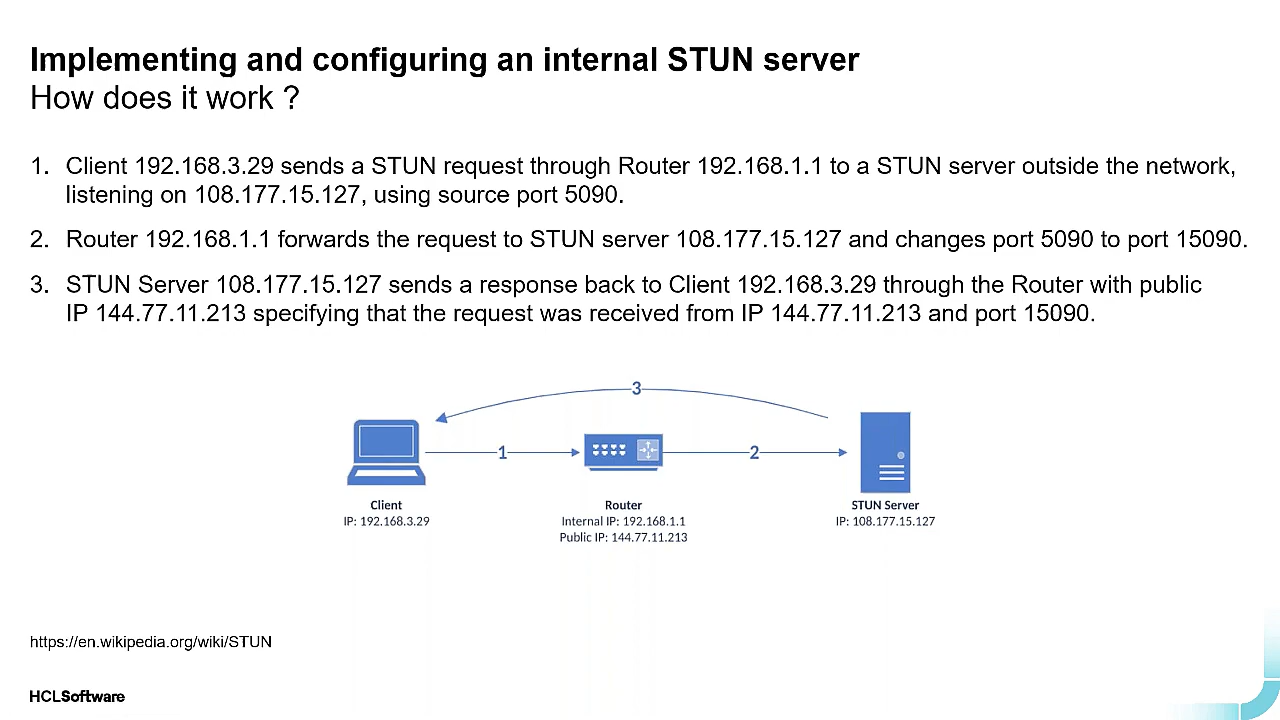 Implementing and configuring an internal STUN server
How does it work ?
1. Client 192.168.3.29 sends a STUN request through Router 192.168.1.1 to a STUN server outside the network,
listening on 108.177.15.127, using source port 5090.
2. Router 192.168.1.1 forwards the request to STUN server 108.177.15.127 and changes port 5090 to port 15090.
3. STUN Server 108.177.15.127 sends a response back to Client 192.168.3.29 through the Router with public
IP 144.77.11.213 specifying that the request was received from IP 144.77.11.213 and port 15090.
3
1
2
Client
IP: 192.168.3.29
Router
Internal IP: 192.168.1.1
Public IP: 144.77.11.213
STUN Server
IP: 108.177.15.127
https://en.wikipedia.org/wiki/STUN
HCLSoftware